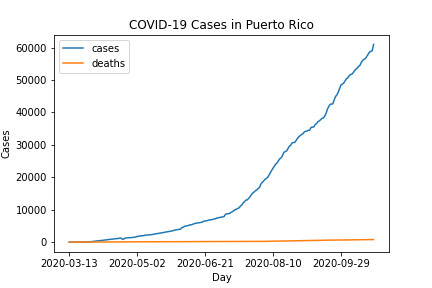 COVID-19 Cases in Puerto Rico
cases
deaths
60000
50000
40000
30000
20000
10000
0
Cases
2020-03-13 2020-05-02 2020-06-21 2020-08-10 2020-09-29
Day